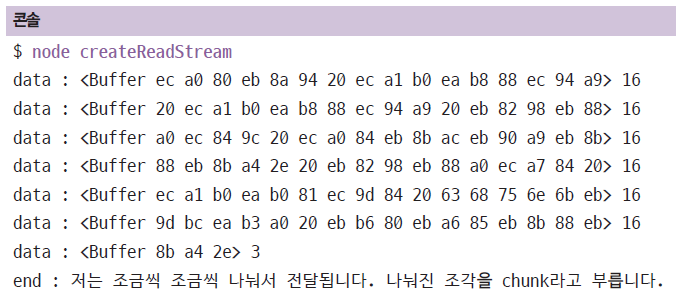 콘솔
$ node createReadStream
data : <Buffer ec a0 80 eb 8a 94 20 ec a1 b0 ea b8 88 ec 94 a9> 16
data : <Buffer 20 ec a1 b0 ea b8 88 ec 94 a9 20 eb 82 98 eb 88> 16
data : <Buffer a0 ec 84 9c 20 ec a0 84 eb 8b ac eb 90 a9 eb 8b> 16
data : <Buffer 88 eb 8b a4 2e 20 eb 82 98 eb 88 a0 ec a7 84 20> 16
data : <Buffer ec a1 b0 ea b0 81 ec 9d 84 20 63 68 75 6e 6b eb> 16
data : <Buffer 9d bc ea b3 a0 20 eb b6 80 eb a6 85 eb 8b 88 eb> 16
data : <Buffer 8b a4 2e> 3
end : 저는 조금씩 조금씩 나눠서 전달됩니다. 나눠진 조각을 chunk라고 부릅니다.